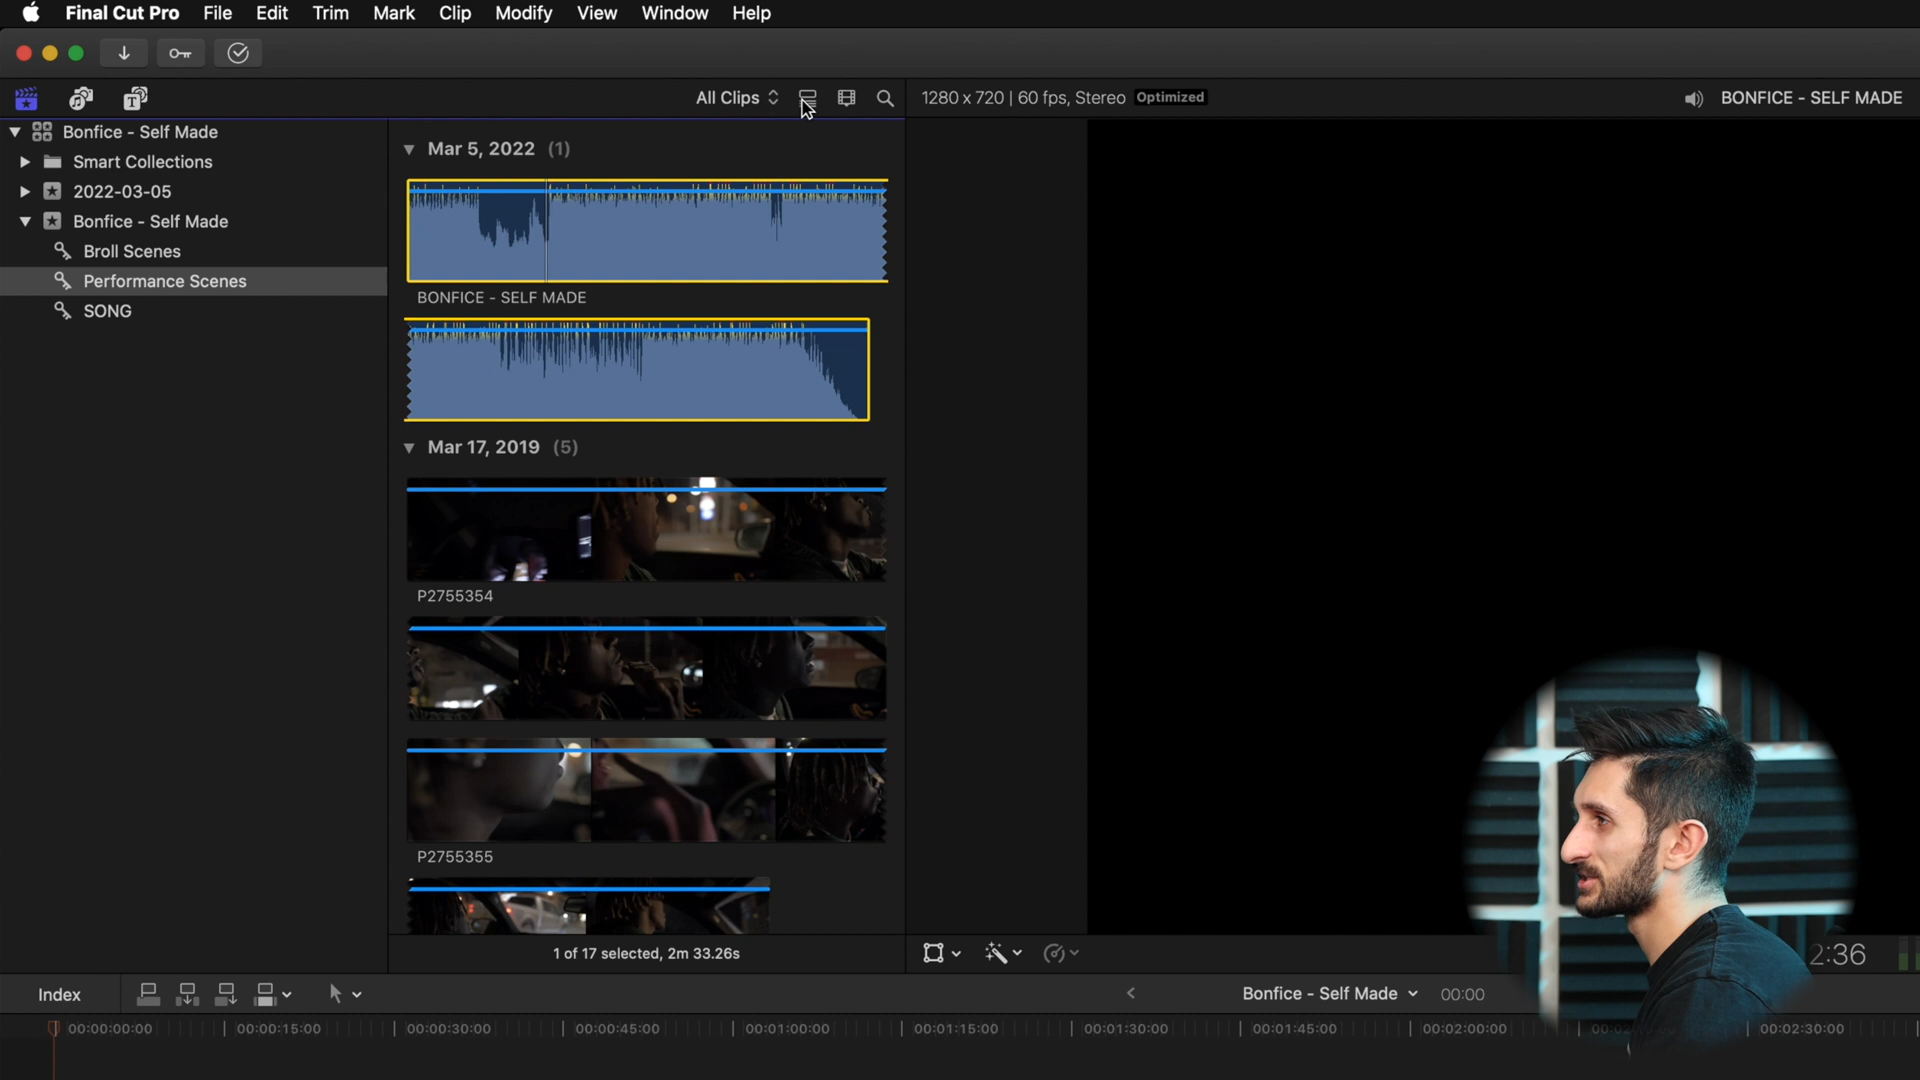 Final Cut Pro File Edit Trim Mark Clip Modify View Window Help
All Clips
1280 x 720 | 60 fps, Stereo Optimized
BONFICE - SELF MADE
Bonfice - Self Made
Smart Collections
2022-03-05
Bonfice - Self Made
Broll Scenes
Performance Scenes
SONG
Mar 5, 2022 (1)
BONFICE - SELF MADE
Mar 17, 2019 (5)
P2755354
P2755355
1 of 17 selected, 2m 33.26s
2:36
Index
Bonfice - Self Made 00:00
00:00:00:00 00:00:15:00 00:00:30:00 00:00:45:00 00:01:00:00 00:01:15:00 00:01:30:00 00:01:45:00 00:02:00:00 00:02:30:00